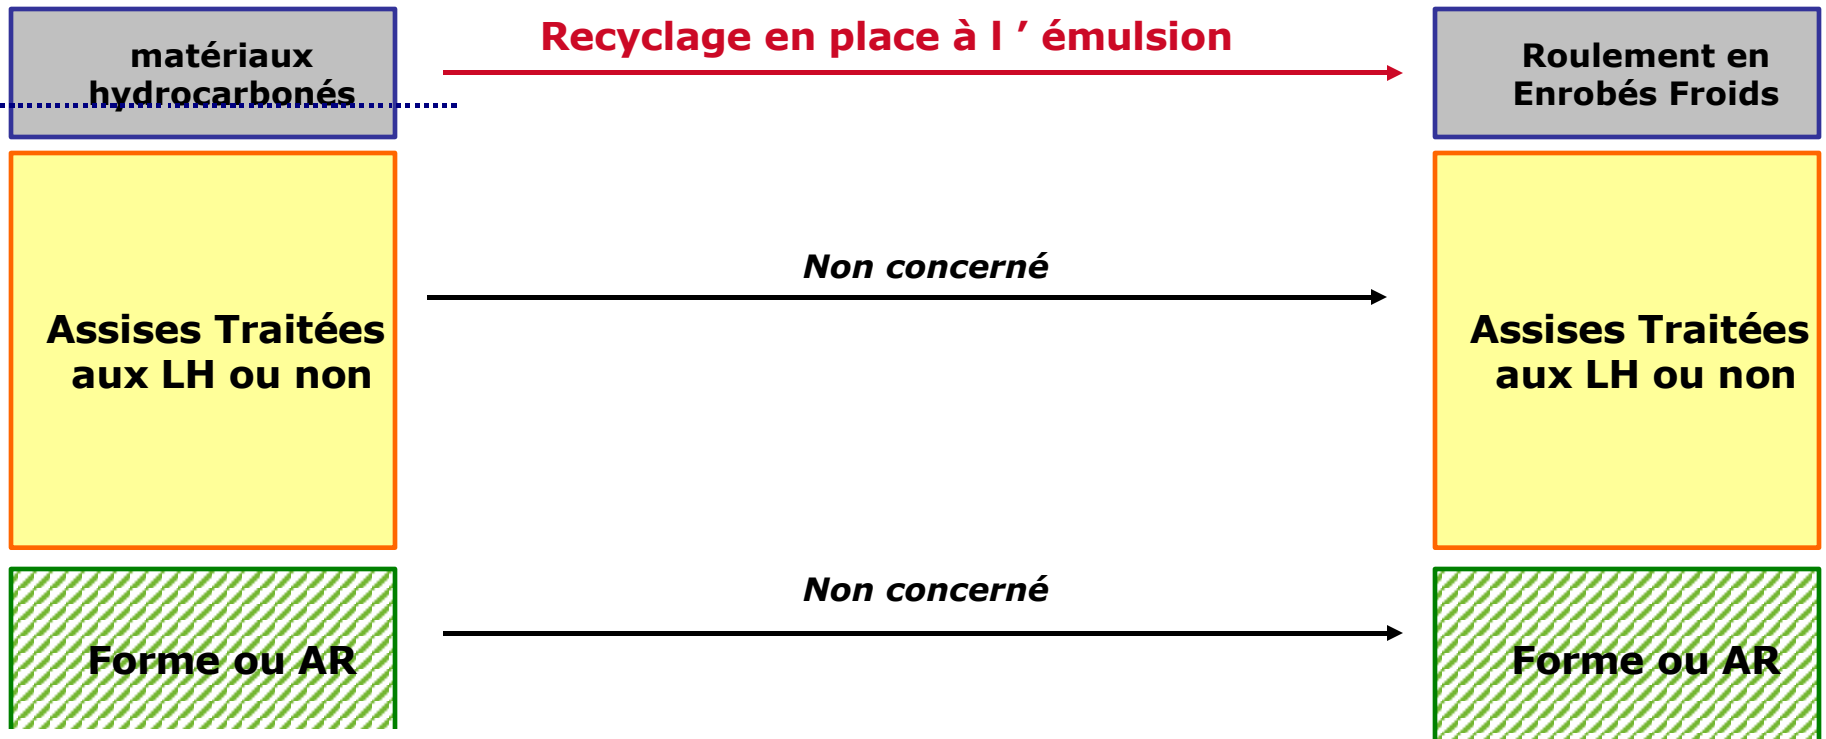 Recyclage en place à l ’ émulsion
matériaux
hydrocarbonés
Roulement en
Enrobés Froids
Non concerné
Assises Traitées
aux LH ou non
Assises Traitées
aux LH ou non
Non concerné
Forme ou AR
Forme ou AR